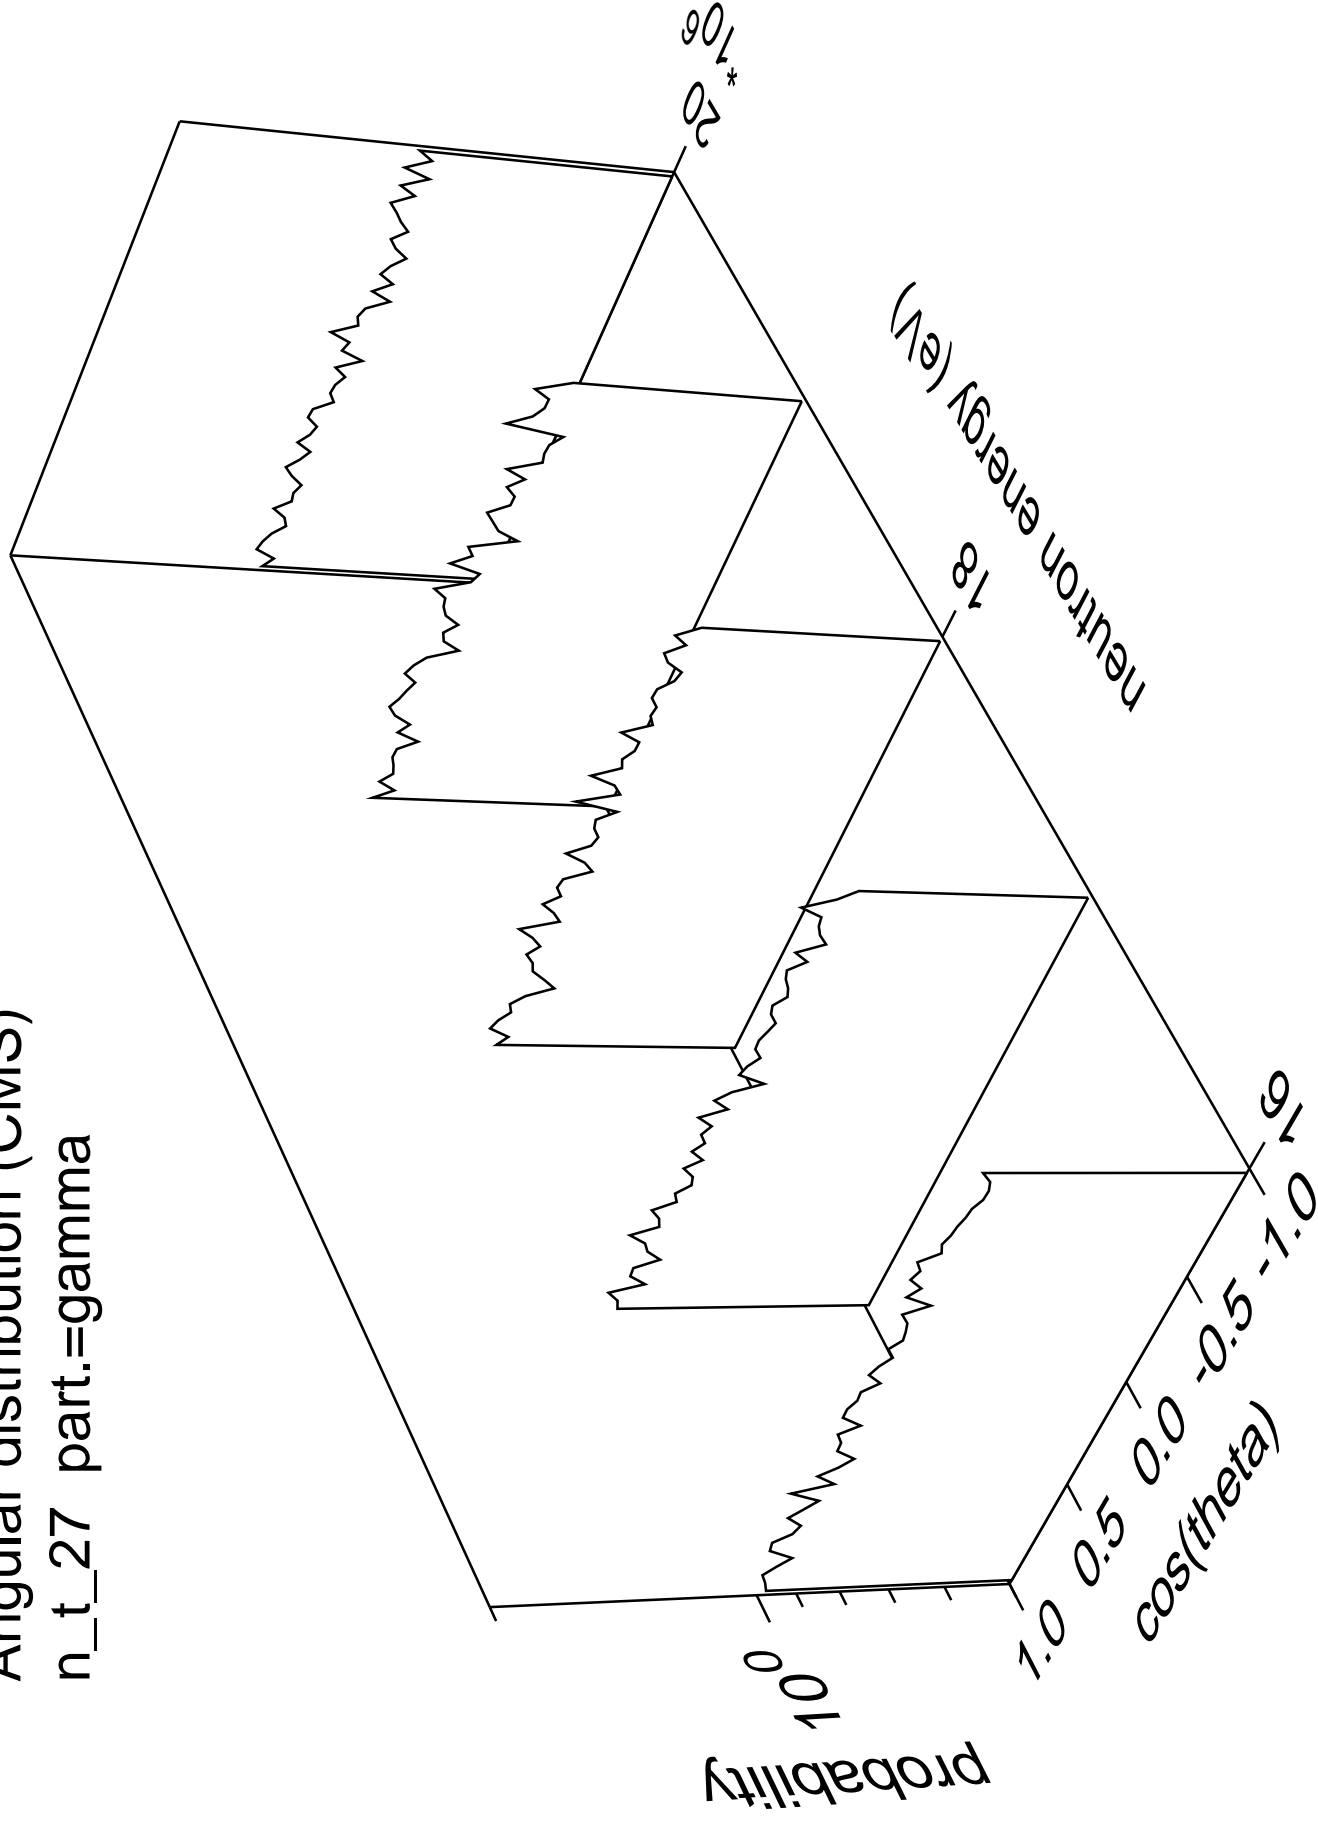 Angular distribution (CMS)
n_t_27 part.=gamma
probability
10^0
1.0 0.5 0.0 -0.5 -1.0
cos(theta)
16 18 20
*10^6
neutron energy (eV)